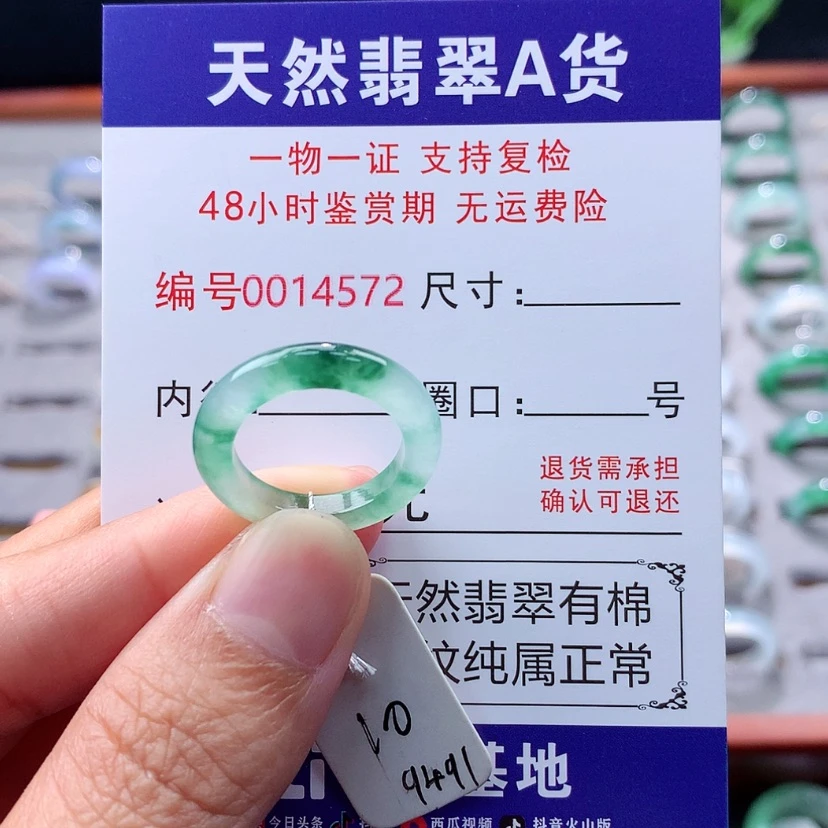 天然翡翠A货
一物一证 支持复检
48小时鉴赏期 无运费险
编号0014572 尺寸:
内 圈口: 号
退货需承担
元 确认可退还
天然翡翠有棉
纹纯属正常
10
9491
基地
今日头条 西瓜视频 抖音火山版